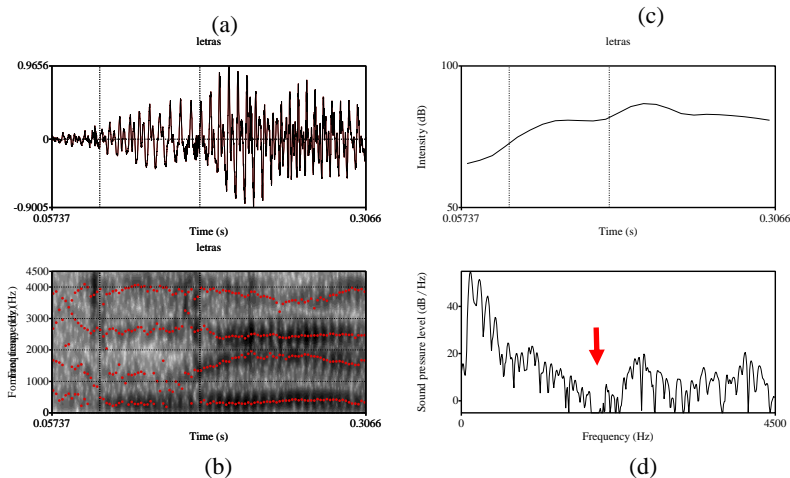 (a)
letras
0.9656
0
-0.9005
0.05737
0.3066
Time (s)
(c)
letras
100
Intensity (dB)
50
0.05737
0.3066
Time (s)
letras
4500
4000
3000
2000
1000
0
0.05737
0.3066
Time (s)
(b)
Sound pressure level (dB / Hz)
40
20
0
0
4500
Frequency (Hz)
(d)